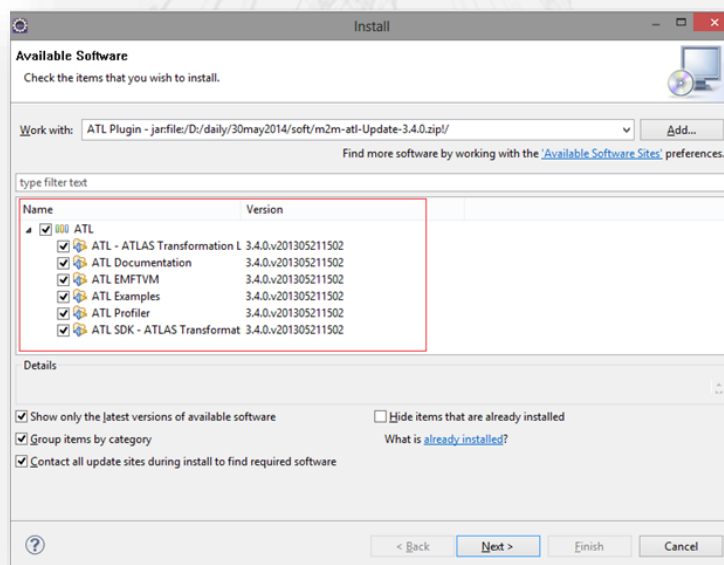 Install
Available Software
Check the items that you wish to install.
Work with: ATL Plugin - jar:file:/D:/daily/30may2014/soft/m2m-atl-Update-3.4.0.zip!/ Add...
Find more software by working with the 'Available Software Sites' preferences.
type filter text
Name Version
ATL
ATL - ATLAS Transformation L 3.4.0.v201305211502
ATL Documentation 3.4.0.v201305211502
ATL EMFTVM 3.4.0.v201305211502
ATL Examples 3.4.0.v201305211502
ATL Profiler 3.4.0.v201305211502
ATL SDK - ATLAS Transformat 3.4.0.v201305211502
Details
Show only the latest versions of available software Hide items that are already installed
Group items by category What is already installed?
Contact all update sites during install to find required software
? < Back Next > Finish Cancel